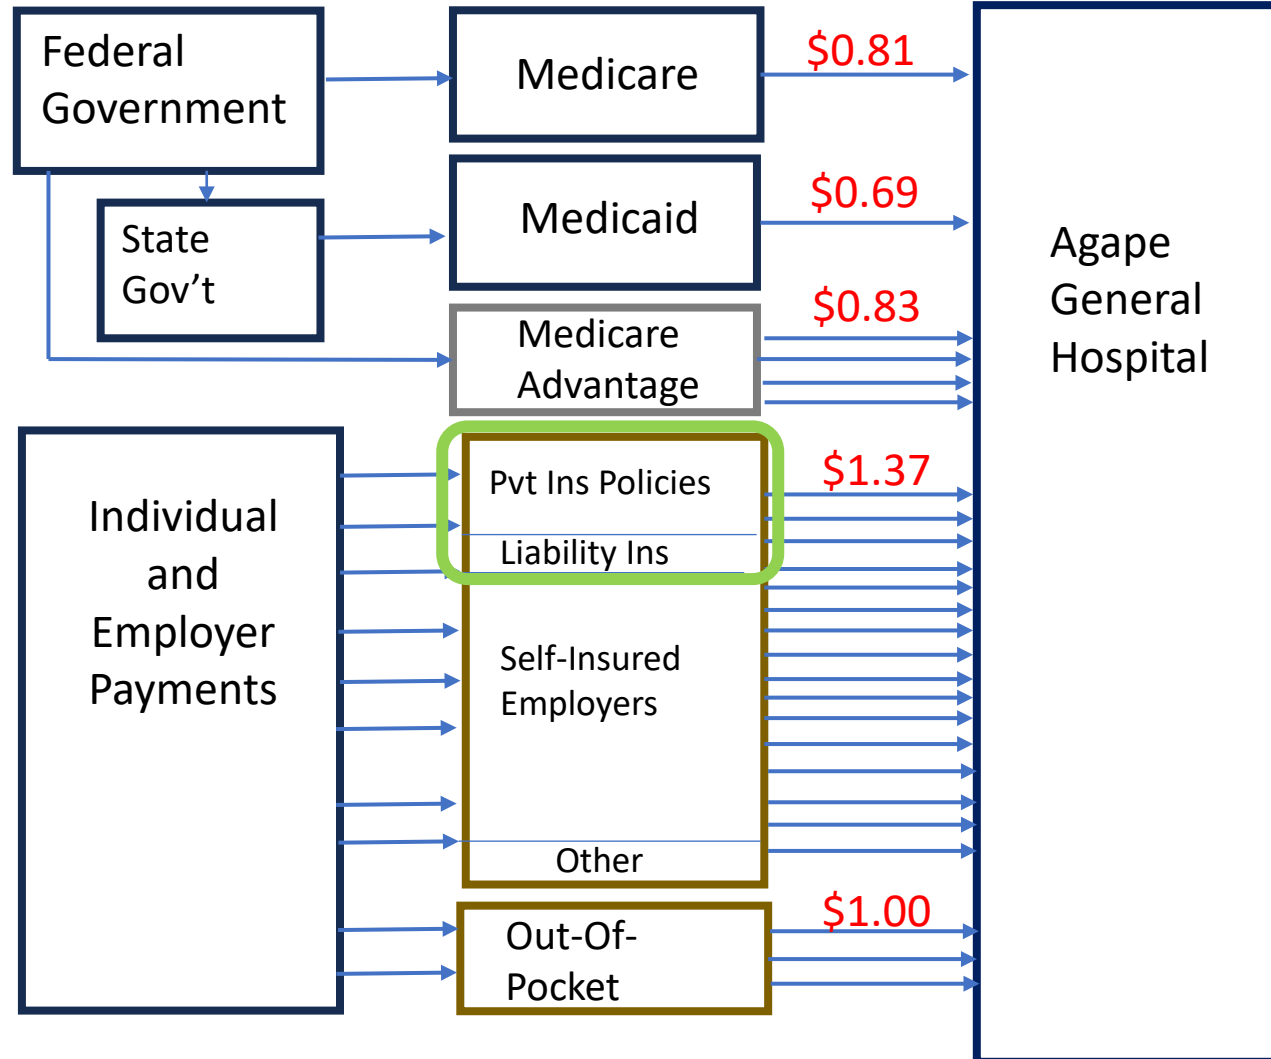 Federal
Government
Medicare
$0.81
State
Gov’t
Medicaid
$0.69
Medicare
Advantage
$0.83
Agape
General
Hospital
Individual
and
Employer
Payments
Pvt Ins Policies
$1.37
Liability Ins
Self-Insured
Employers
Other
Out-Of-
Pocket
$1.00